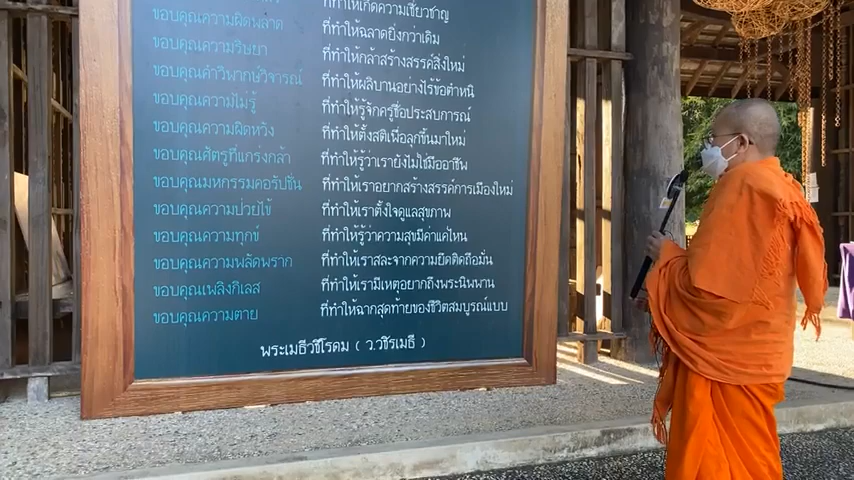 ที่ทำให้เกิดความเชี่ยวชาญ
ขอบคุณความผิดพลาด ที่ทำให้ฉลาดยิ่งกว่าเดิม
ขอบคุณความริษยา ที่ทำให้กล้าสร้างสรรค์สิ่งใหม่
ขอบคุณคำวิพากษ์วิจารณ์ ที่ทำให้ผลิบานอย่างไร้ข้อตำหนิ
ขอบคุณความไม่รู้ ที่ทำให้รู้จักครูชื่อประสบการณ์
ขอบคุณความผิดหวัง ที่ทำให้ตั้งสติเพื่อลุกขึ้นมาใหม่
ขอบคุณศัตรูที่แกร่งกล้า ที่ทำให้รู้ว่าเรายังไม่ใช่มืออาชีพ
ขอบคุณมหกรรมคอรัปชั่น ที่ทำให้เราอยากสร้างสรรค์การเมืองใหม่
ขอบคุณความป่วยไข้ ที่ทำให้เราตั้งใจดูแลสุขภาพ
ขอบคุณความทุกข์ ที่ทำให้รู้ว่าความสุขมีค่าแค่ไหน
ขอบคุณความพลัดพราก ที่ทำให้เราสละจากความยึดติดถือมั่น
ขอบคุณเพลิงกิเลส ที่ทำให้เรามีเหตุอยากถึงพระนิพพาน
ขอบคุณความตาย ที่ทำให้ฉากสุดท้ายของชีวิตสมบูรณ์แบบ
พระเมธีวชิโรดม ( ว.วชิรเมธี )